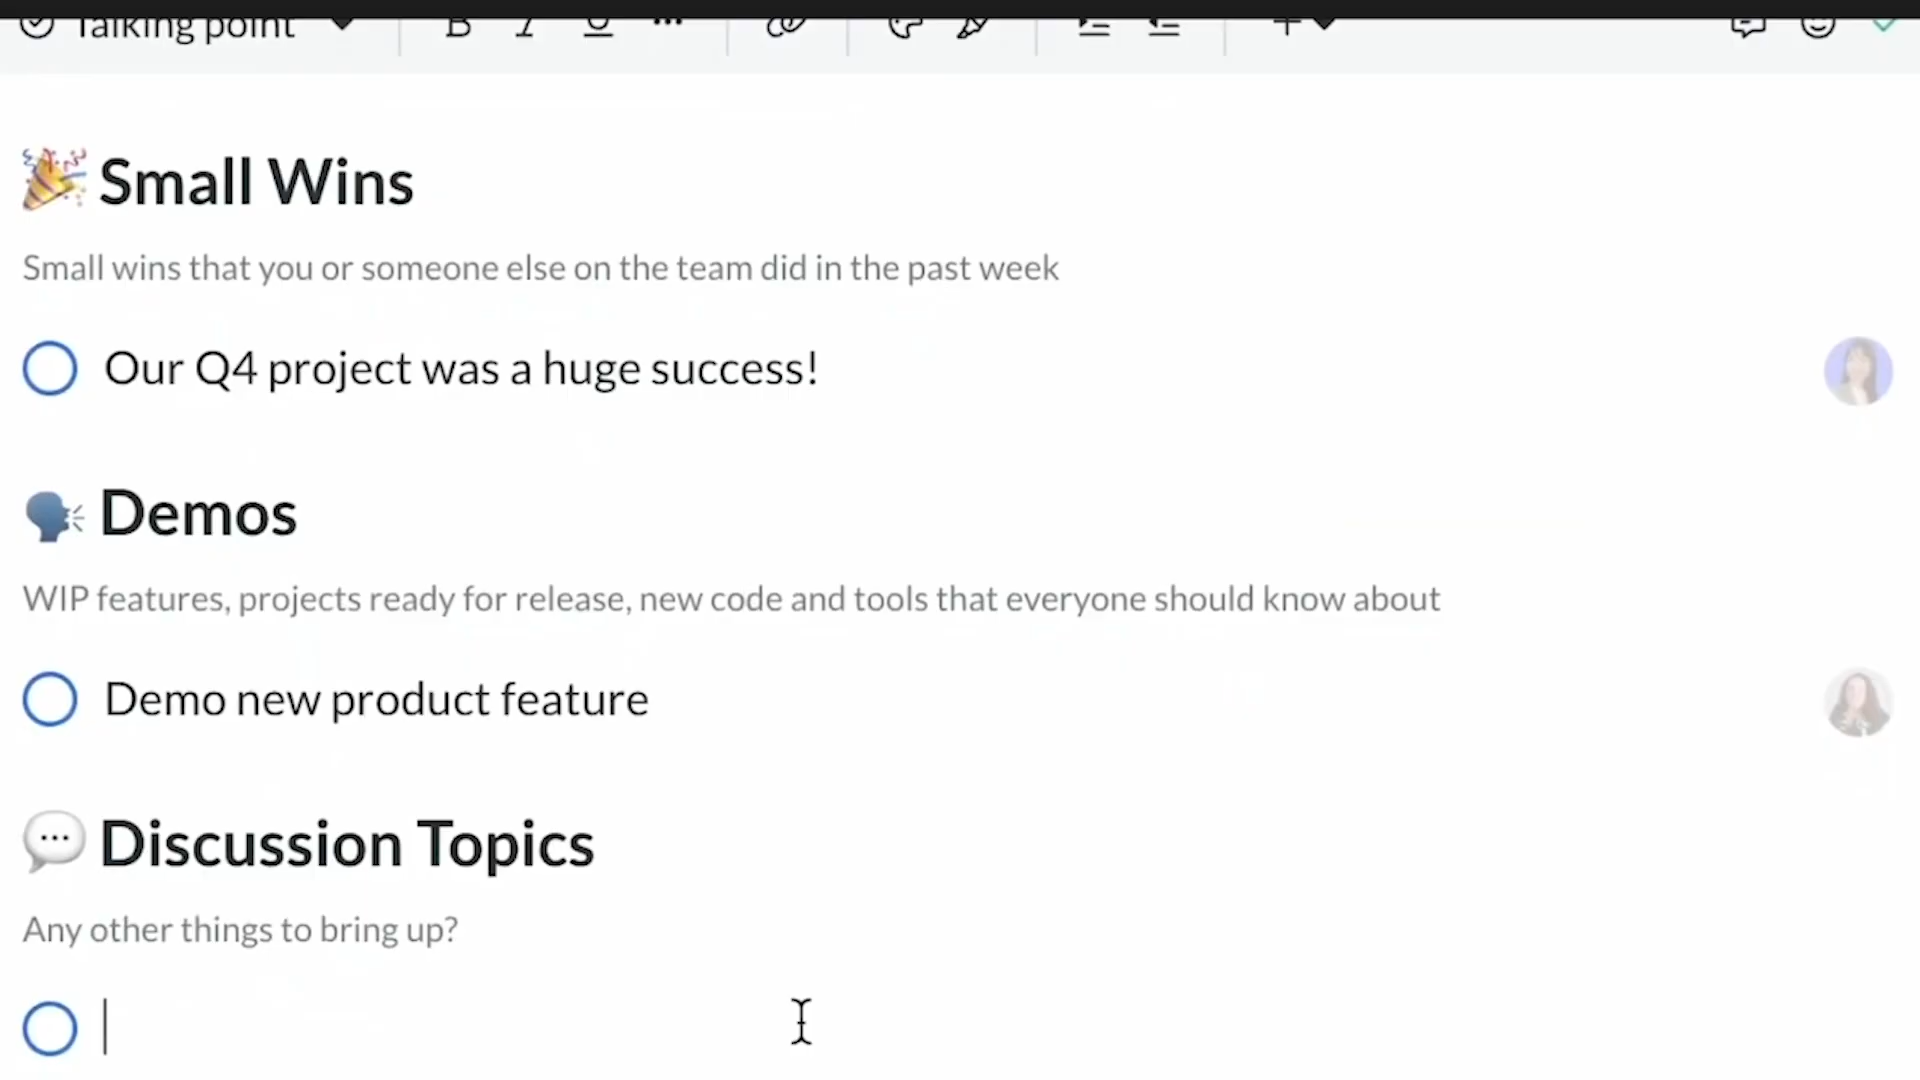 Talking point
B I U
Small Wins
Small wins that you or someone else on the team did in the past week
Our Q4 project was a huge success!
Demos
WIP features, projects ready for release, new code and tools that everyone should know about
Demo new product feature
Discussion Topics
Any other things to bring up?